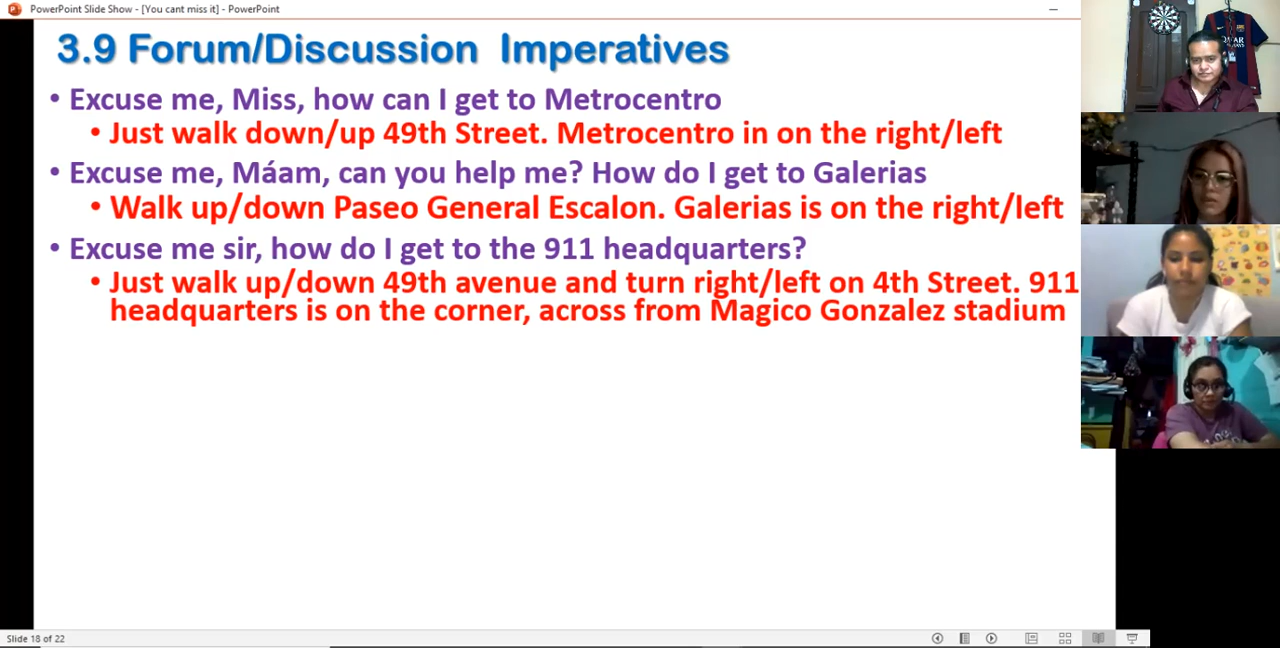 PowerPoint Slide Show - [You cant miss it] - PowerPoint
3.9 Forum/Discussion Imperatives
• Excuse me, Miss, how can I get to Metrocentro
• Just walk down/up 49th Street. Metrocentro in on the right/left
• Excuse me, Máam, can you help me? How do I get to Galerias
• Walk up/down Paseo General Escalon. Galerias is on the right/left
• Excuse me sir, how do I get to the 911 headquarters?
• Just walk up/down 49th avenue and turn right/left on 4th Street. 911
headquarters is on the corner, across from Magico Gonzalez stadium
Slide 18 of 22